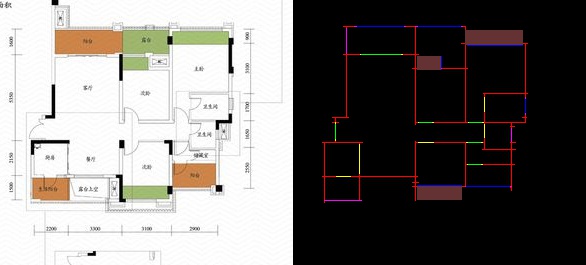 面积
阳台
露台
客厅
次卧
主卧
卫生间
卫生间
储藏室
厨房
餐厅
次卧
阳台
生活阳台
露台上空
1600
5350
2150
1500
900
3100
1700
1650
2550
2200
3300
3100
2900